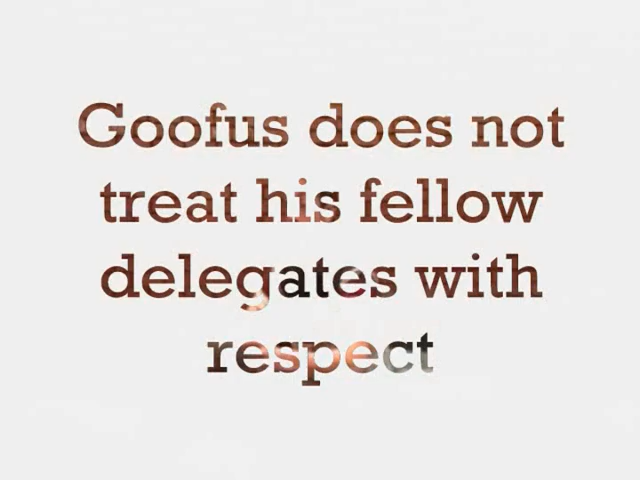 Goofus does not
treat his fellow
delegates with
respect